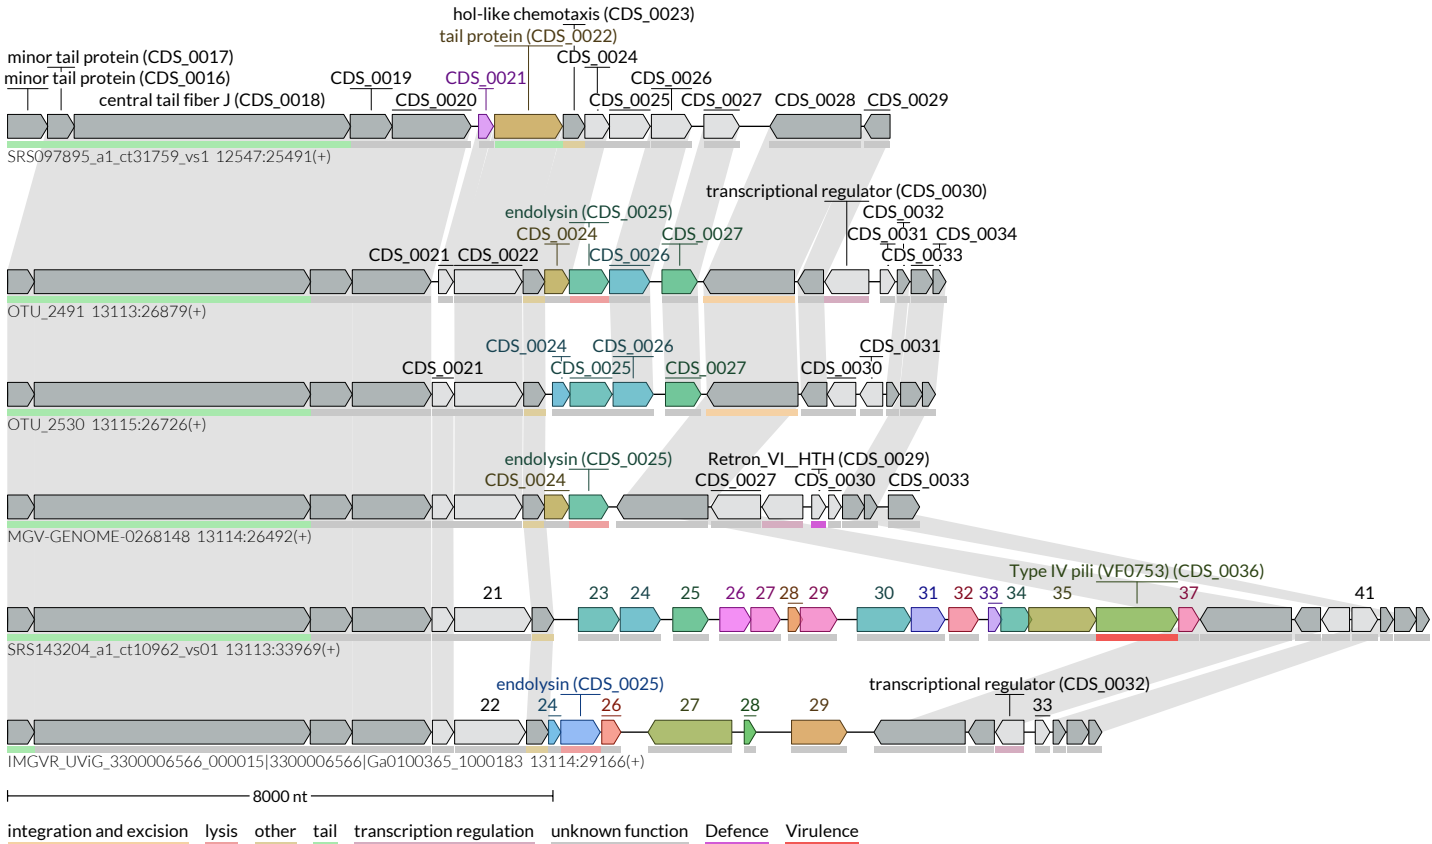 hol-like chemotaxis (CDS_0023)
tail protein (CDS_0022)
minor tail protein (CDS_0017) CDS_0024
minor tail protein (CDS_0016) CDS_0019 CDS_0021 CDS_0026
central tail fiber J (CDS_0018) CDS_0020 CDS_0025 CDS_0027 CDS_0028 CDS_0029
SRS097895_a1_ct31759_vs1 12547:25491(+)
transcriptional regulator (CDS_0030)
endolysin (CDS_0025) CDS_0032
CDS_0024 CDS_0027 CDS_0031 CDS_0034
CDS_0021 CDS_0022 CDS_0026 CDS_0033
OTU_2491 13113:26879(+)
CDS_0024 CDS_0026 CDS_0031
CDS_0021 CDS_0025 CDS_0027 CDS_0030
OTU_2530 13115:26726(+)
endolysin (CDS_0025) Retron_VI__HTH (CDS_0029)
CDS_0024 CDS_0027 CDS_0030 CDS_0033
MGV-GENOME-0268148 13114:26492(+)
Type IV pili (VF0753) (CDS_0036)
21 23 24 25 26 27 28 29 30 31 32 33 34 35 37 41
SRS143204_a1_ct10962_vs01 13113:33969(+)
endolysin (CDS_0025) transcriptional regulator (CDS_0032)
22 24 26 27 28 29 33
IMGVR_UViG_3300006566_000015|3300006566|Ga0100365_1000183 13114:29166(+)
8000 nt
integration and excision lysis other tail transcription regulation unknown function Defence Virulence